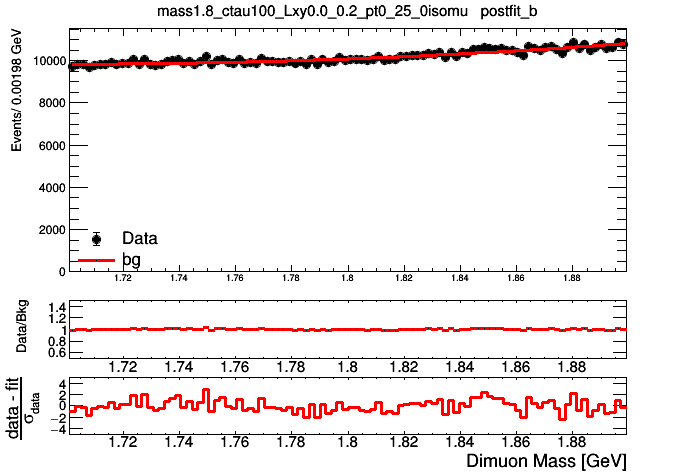 mass1.8_ctau100_Lxy0.0_0.2_pt0_25_0isomu postfit_b
Events/ 0.00198 GeV
10000
8000
6000
4000
2000
0
Data
bg
1.72 1.74 1.76 1.78 1.8 1.82 1.84 1.86 1.88
Data/Bkg
1.4
1.2
1
0.8
0.6
1.72 1.74 1.76 1.78 1.8 1.82 1.84 1.86 1.88
data - fit
σdata
4
2
0
−2
−4
1.72 1.74 1.76 1.78 1.8 1.82 1.84 1.86 1.88
Dimuon Mass [GeV]